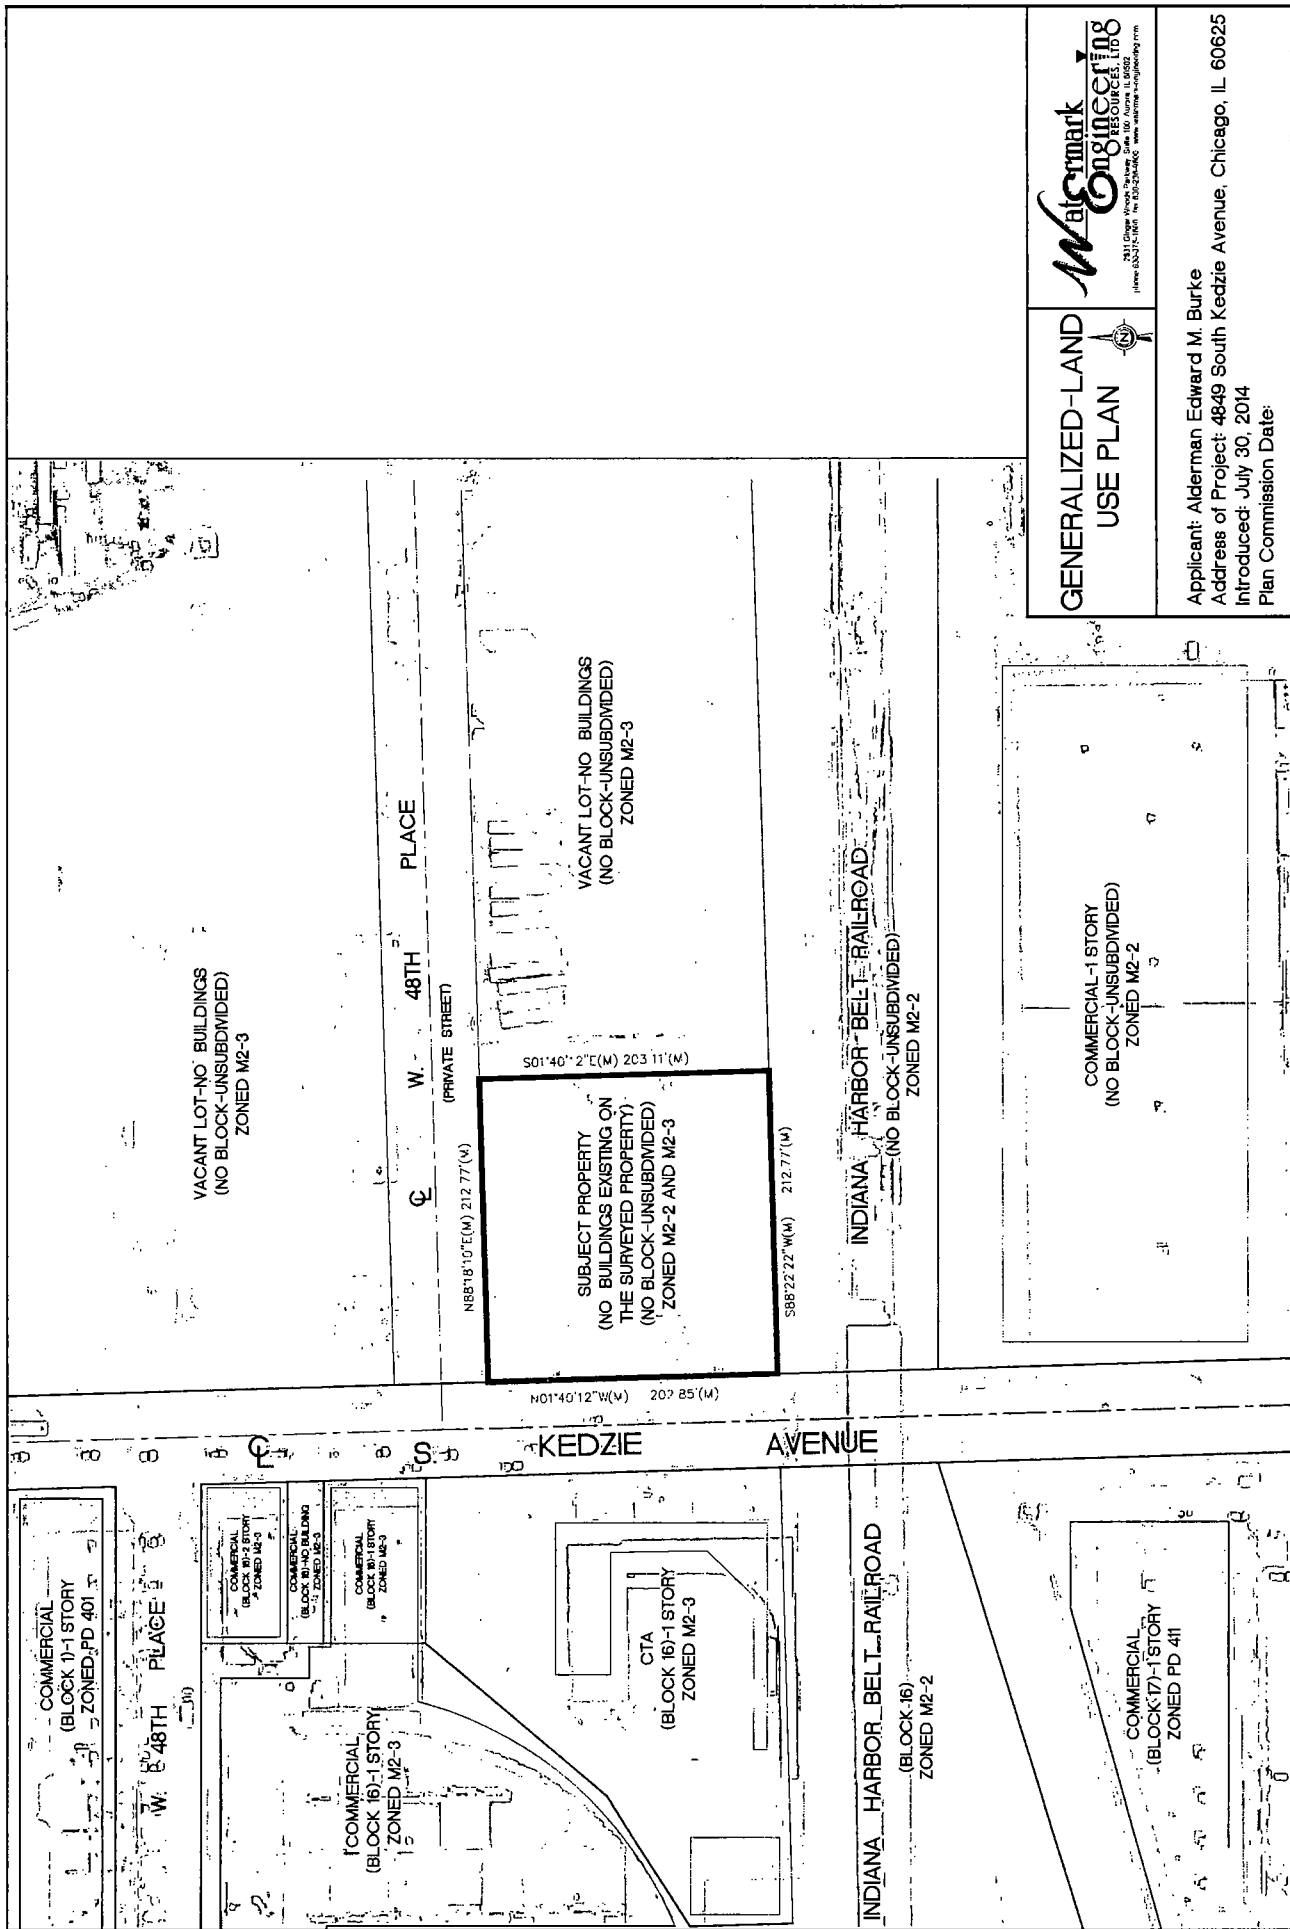 COMMERCIAL
(BLOCK 1)-1 STORY
ZONED PD 401
W. 48TH PLACE
COMMERCIAL
(BLOCK 16)-2 STORY
ZONED M2-3
COMMERCIAL
(BLOCK 16)-NO BUILDING
ZONED M2-3
COMMERCIAL
(BLOCK 16)-1 STORY
ZONED M2-3
COMMERCIAL
(BLOCK 16)-1 STORY
ZONED M2-3
CTA
(BLOCK 16)-1 STORY
ZONED M2-3
INDIANA HARBOR BELT RAILROAD
(BLOCK-16)
ZONED M2-2
COMMERCIAL
(BLOCK-17)-1 STORY
ZONED PD 411
℄ S. KEDZIE AVENUE
VACANT LOT-NO BUILDINGS
(NO BLOCK-UNSUBDIVIDED)
ZONED M2-3
℄ W. 48TH PLACE
(PRIVATE STREET)
N88°18'10"E(M) 212.77'(M)
N01°40'12"W(M) 202.85'(M)
SUBJECT PROPERTY
(NO BUILDINGS EXISTING ON
THE SURVEYED PROPERTY)
(NO BLOCK-UNSUBDIVIDED)
ZONED M2-2 AND M2-3
S01°40'12"E(M) 203.11'(M)
S88°22'22"W(M) 212.77'(M)
VACANT LOT-NO BUILDINGS
(NO BLOCK-UNSUBDIVIDED)
ZONED M2-3
INDIANA HARBOR BELT RAILROAD
(NO BLOCK-UNSUBDIVIDED)
ZONED M2-2
COMMERCIAL-1 STORY
(NO BLOCK-UNSUBDIVIDED)
ZONED M2-2
GENERALIZED-LAND
USE PLAN
N
Watermark
Engineering
RESOURCES, LTD
2631 Ginger Woods Parkway Suite 100 Aurora IL 60502
Applicant: Alderman Edward M. Burke
Address of Project: 4849 South Kedzie Avenue, Chicago, IL 60625
Introduced: July 30, 2014
Plan Commission Date: